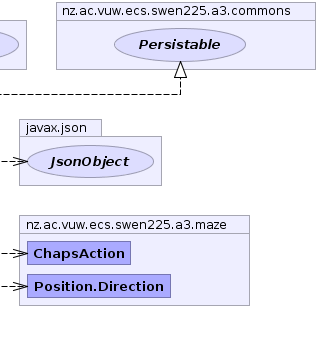 nz.ac.vuw.ecs.swen225.a3.commons
Persistable
javax.json
JsonObject
nz.ac.vuw.ecs.swen225.a3.maze
ChapsAction
Position.Direction